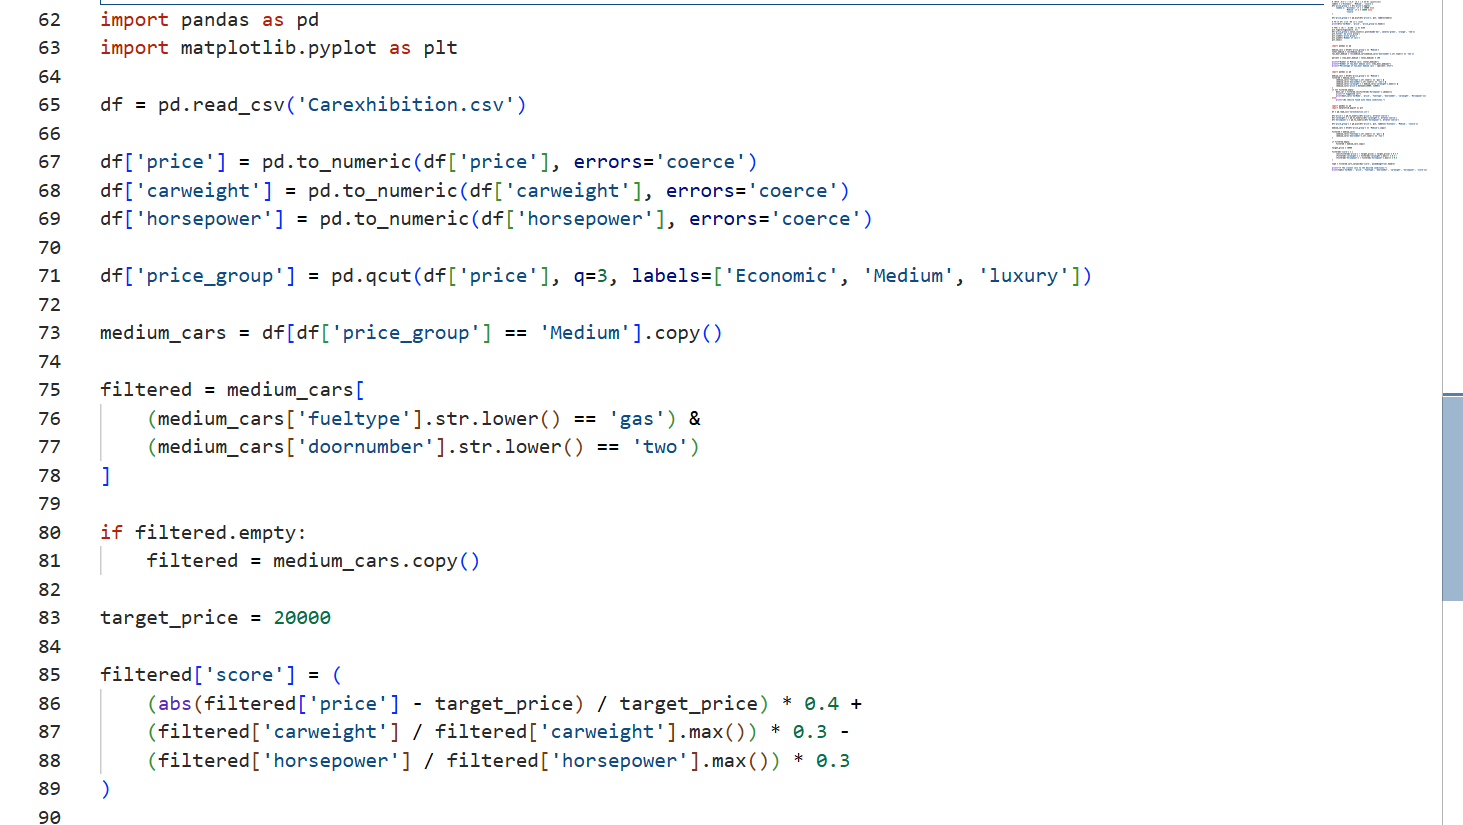 62 import pandas as pd
63 import matplotlib.pyplot as plt
64
65 df = pd.read_csv('Carexhibition.csv')
66
67 df['price'] = pd.to_numeric(df['price'], errors='coerce')
68 df['carweight'] = pd.to_numeric(df['carweight'], errors='coerce')
69 df['horsepower'] = pd.to_numeric(df['horsepower'], errors='coerce')
70
71 df['price_group'] = pd.qcut(df['price'], q=3, labels=['Economic', 'Medium', 'luxury'])
72
73 medium_cars = df[df['price_group'] == 'Medium'].copy()
74
75 filtered = medium_cars[
76     (medium_cars['fueltype'].str.lower() == 'gas') &
77     (medium_cars['doornumber'].str.lower() == 'two')
78 ]
79
80 if filtered.empty:
81     filtered = medium_cars.copy()
82
83 target_price = 20000
84
85 filtered['score'] = (
86     (abs(filtered['price'] - target_price) / target_price) * 0.4 +
87     (filtered['carweight'] / filtered['carweight'].max()) * 0.3 -
88     (filtered['horsepower'] / filtered['horsepower'].max()) * 0.3
89 )
90